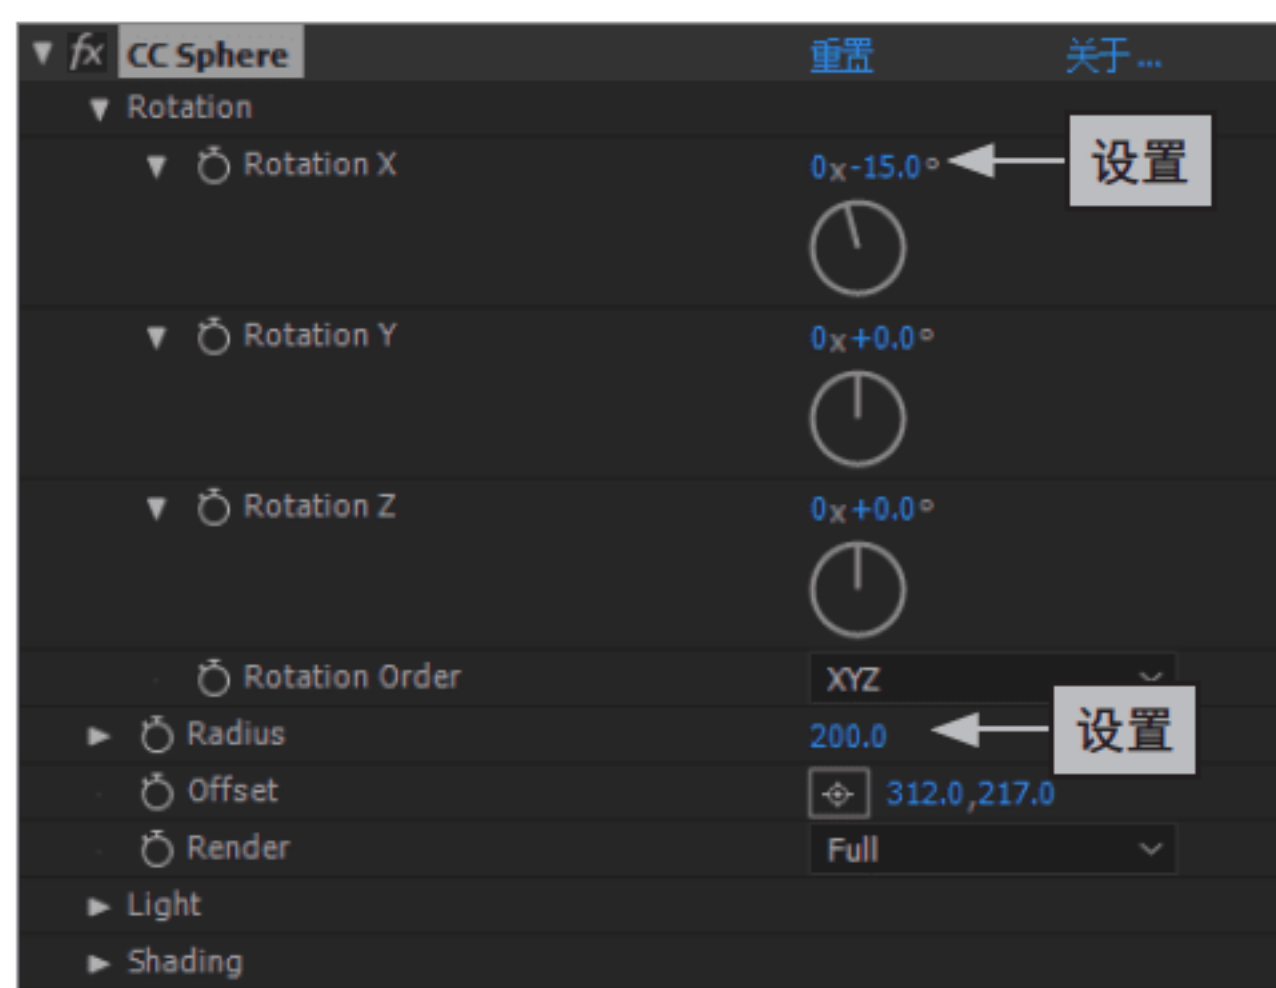 fx CC Sphere 重置 关于...
Rotation
Rotation X 0x-15.0° 设置
Rotation Y 0x+0.0°
Rotation Z 0x+0.0°
Rotation Order XYZ
Radius 200.0 设置
Offset 312.0,217.0
Render Full
Light
Shading